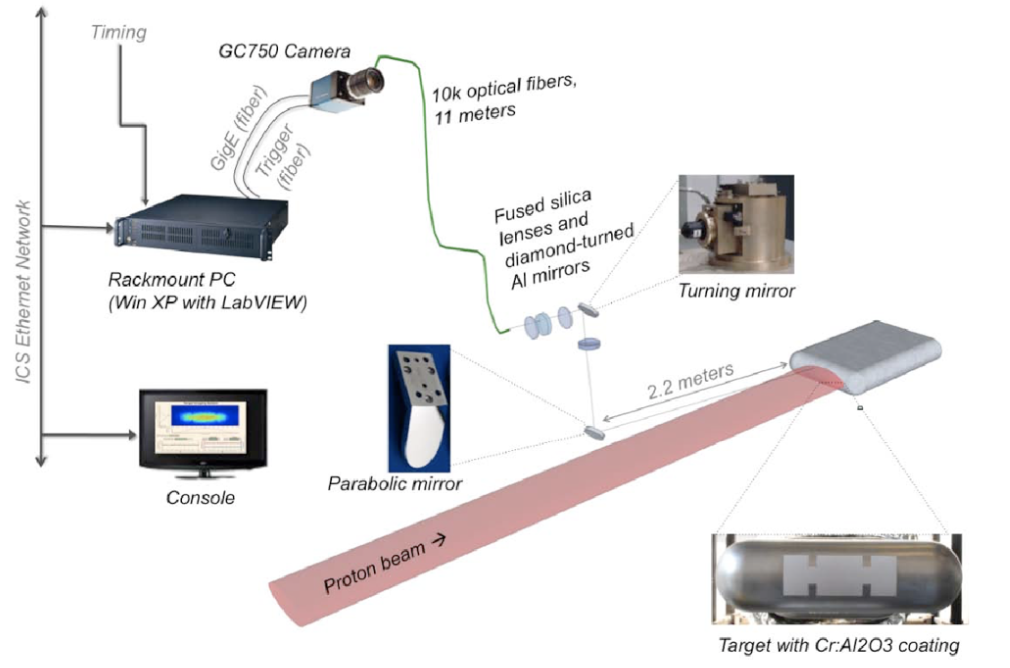 Timing
GC750 Camera
10k optical fibers,
11 meters
GigE (fiber)
Trigger
(fiber)
ICS Ethernet Network
Fused silica
lenses and
diamond-turned
Al mirrors
Turning mirror
Rackmount PC
(Win XP with LabVIEW)
2.2 meters
Parabolic mirror
Console
Proton beam →
Target with Cr:Al2O3 coating